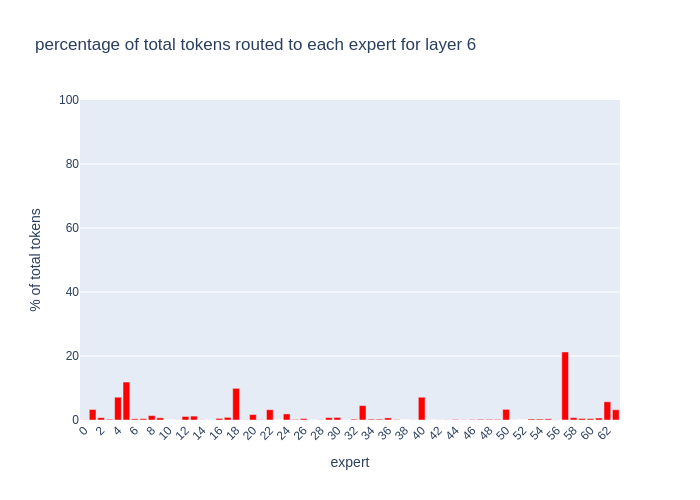 percentage of total tokens routed to each expert for layer 6
100
80
60
40
20
0
% of total tokens
0 2 4 6 8 10 12 14 16 18 20 22 24 26 28 30 32 34 36 38 40 42 44 46 48 50 52 54 56 58 60 62
expert